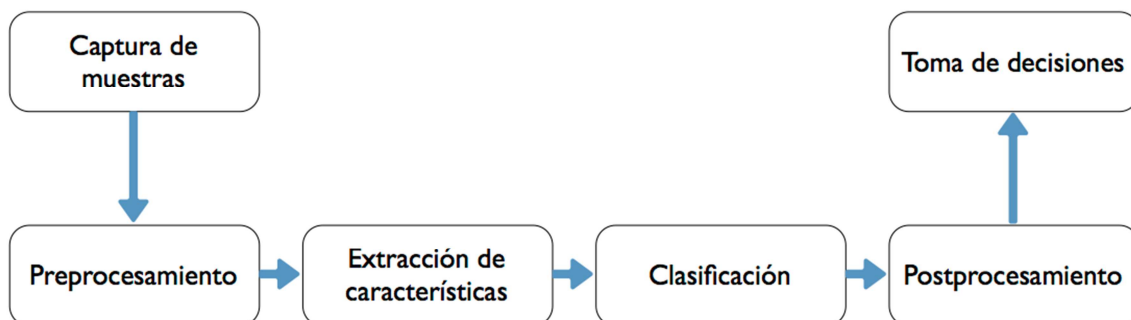 Captura de
muestras
Toma de decisiones
Preprocesamiento
Extracción de
características
Clasificación
Postprocesamiento